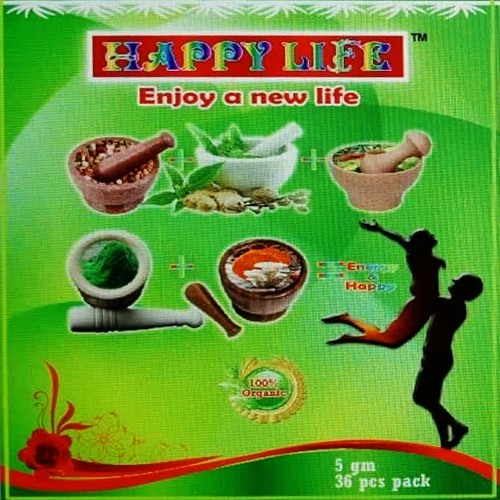 HAPPY LIFE TM
Enjoy a new life
+ +
+ = Energy
&
Happy
100%
Organic
5 gm
36 pcs pack